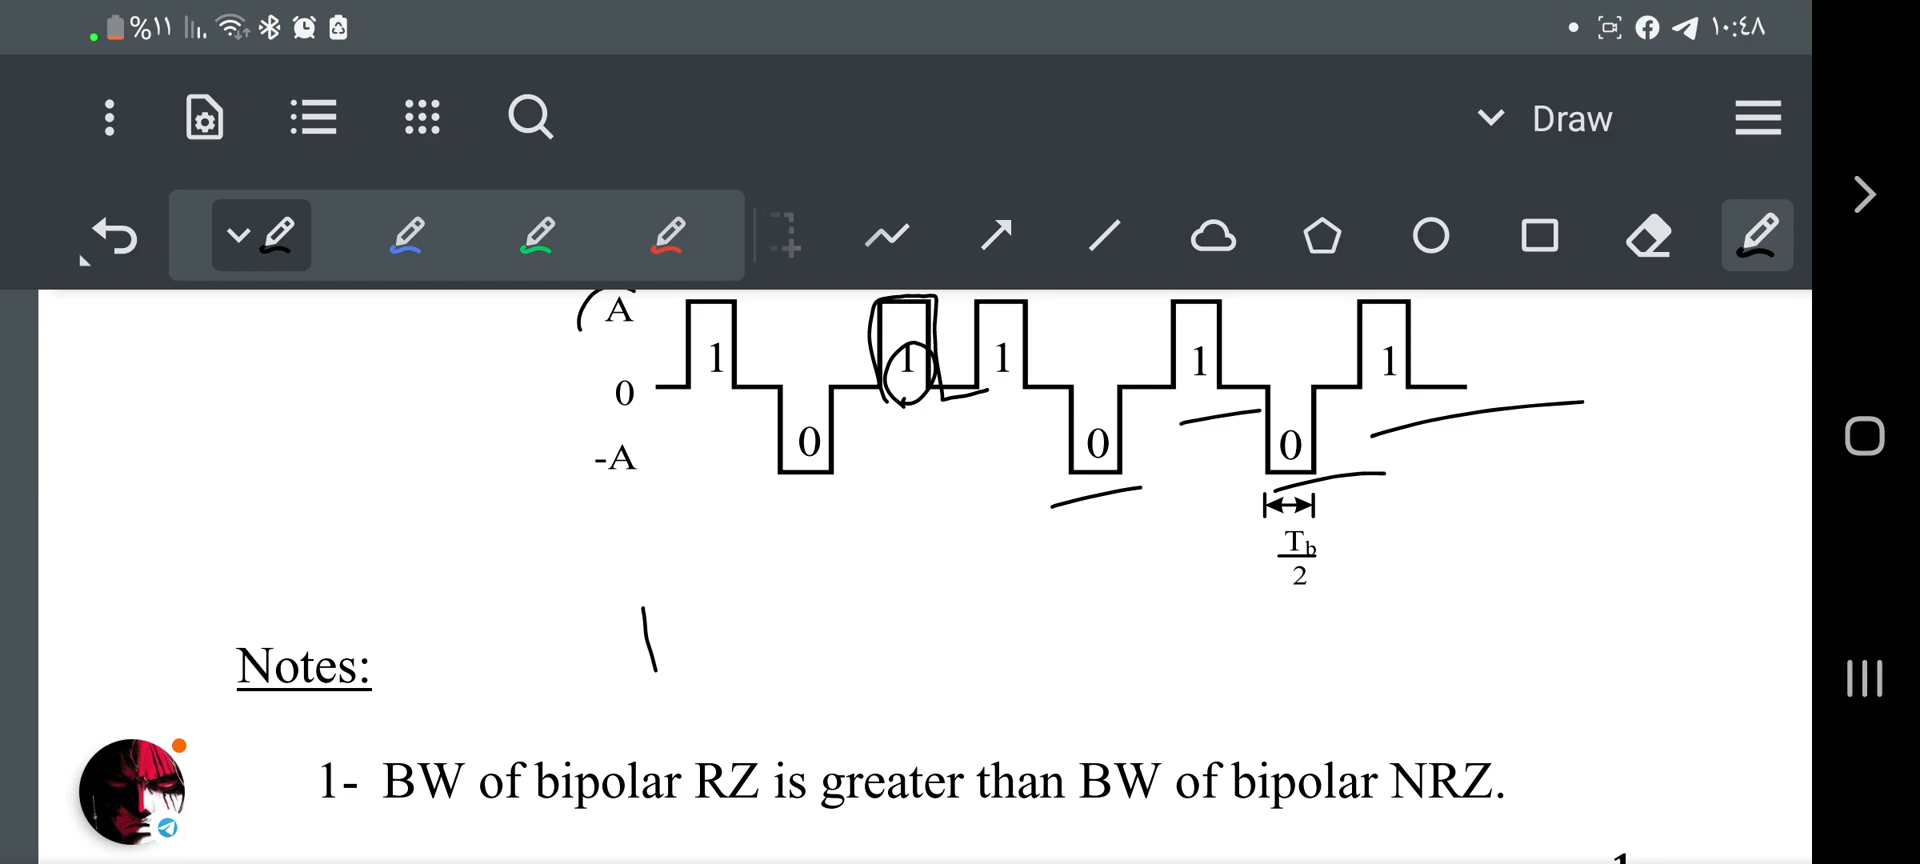 %١١ ١٠:٤٨
Draw
A
1 1 1 1 1
0
0 0 0
-A
T_b
2
Notes:
1- BW of bipolar RZ is greater than BW of bipolar NRZ.